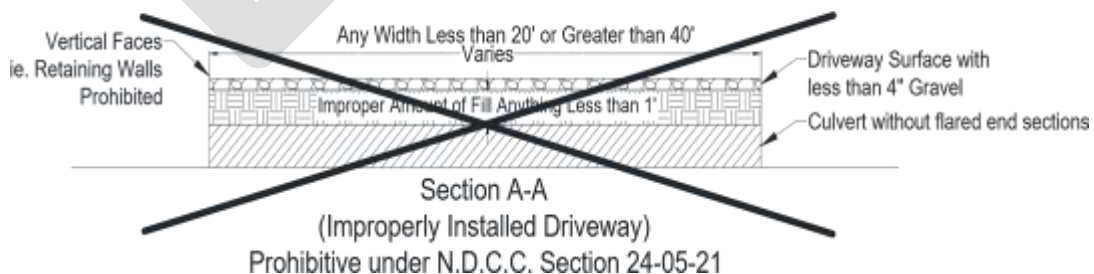 Any Width Less than 20' or Greater than 40'
Varies
Vertical Faces
ie. Retaining Walls
Prohibited
Driveway Surface with
less than 4" Gravel
Improper Amount of Fill Anything Less than 1'
Culvert without flared end sections
Section A-A
(Improperly Installed Driveway)
Prohibitive under N.D.C.C. Section 24-05-21